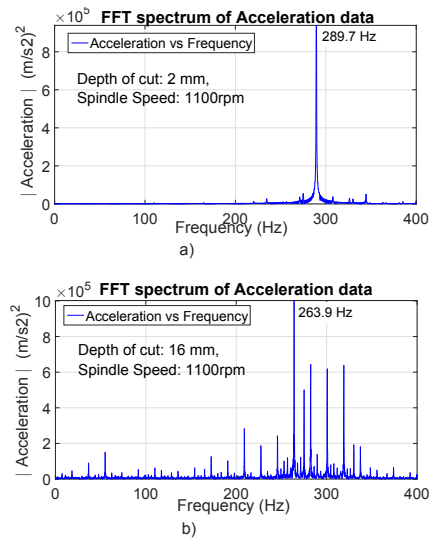 ×10⁵ FFT spectrum of Acceleration data
Acceleration vs Frequency
289.7 Hz
Depth of cut: 2 mm,
Spindle Speed: 1100rpm
| Acceleration | (m/s2)²
8
6
4
2
0
0 100 200 300 400
Frequency (Hz)
a)
×10⁵ FFT spectrum of Acceleration data
10
Acceleration vs Frequency
263.9 Hz
Depth of cut: 16 mm,
Spindle Speed: 1100rpm
| Acceleration | (m/s2)²
8
6
4
2
0
0 100 200 300 400
Frequency (Hz)
b)